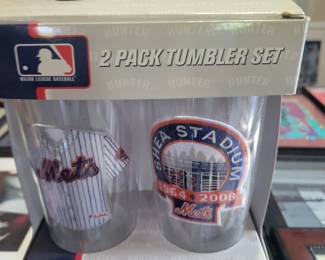 MAJOR LEAGUE BASEBALL
2 PACK TUMBLER SET
HUNTER
Mets
SHEA STADIUM
1964 • 2008
Mets